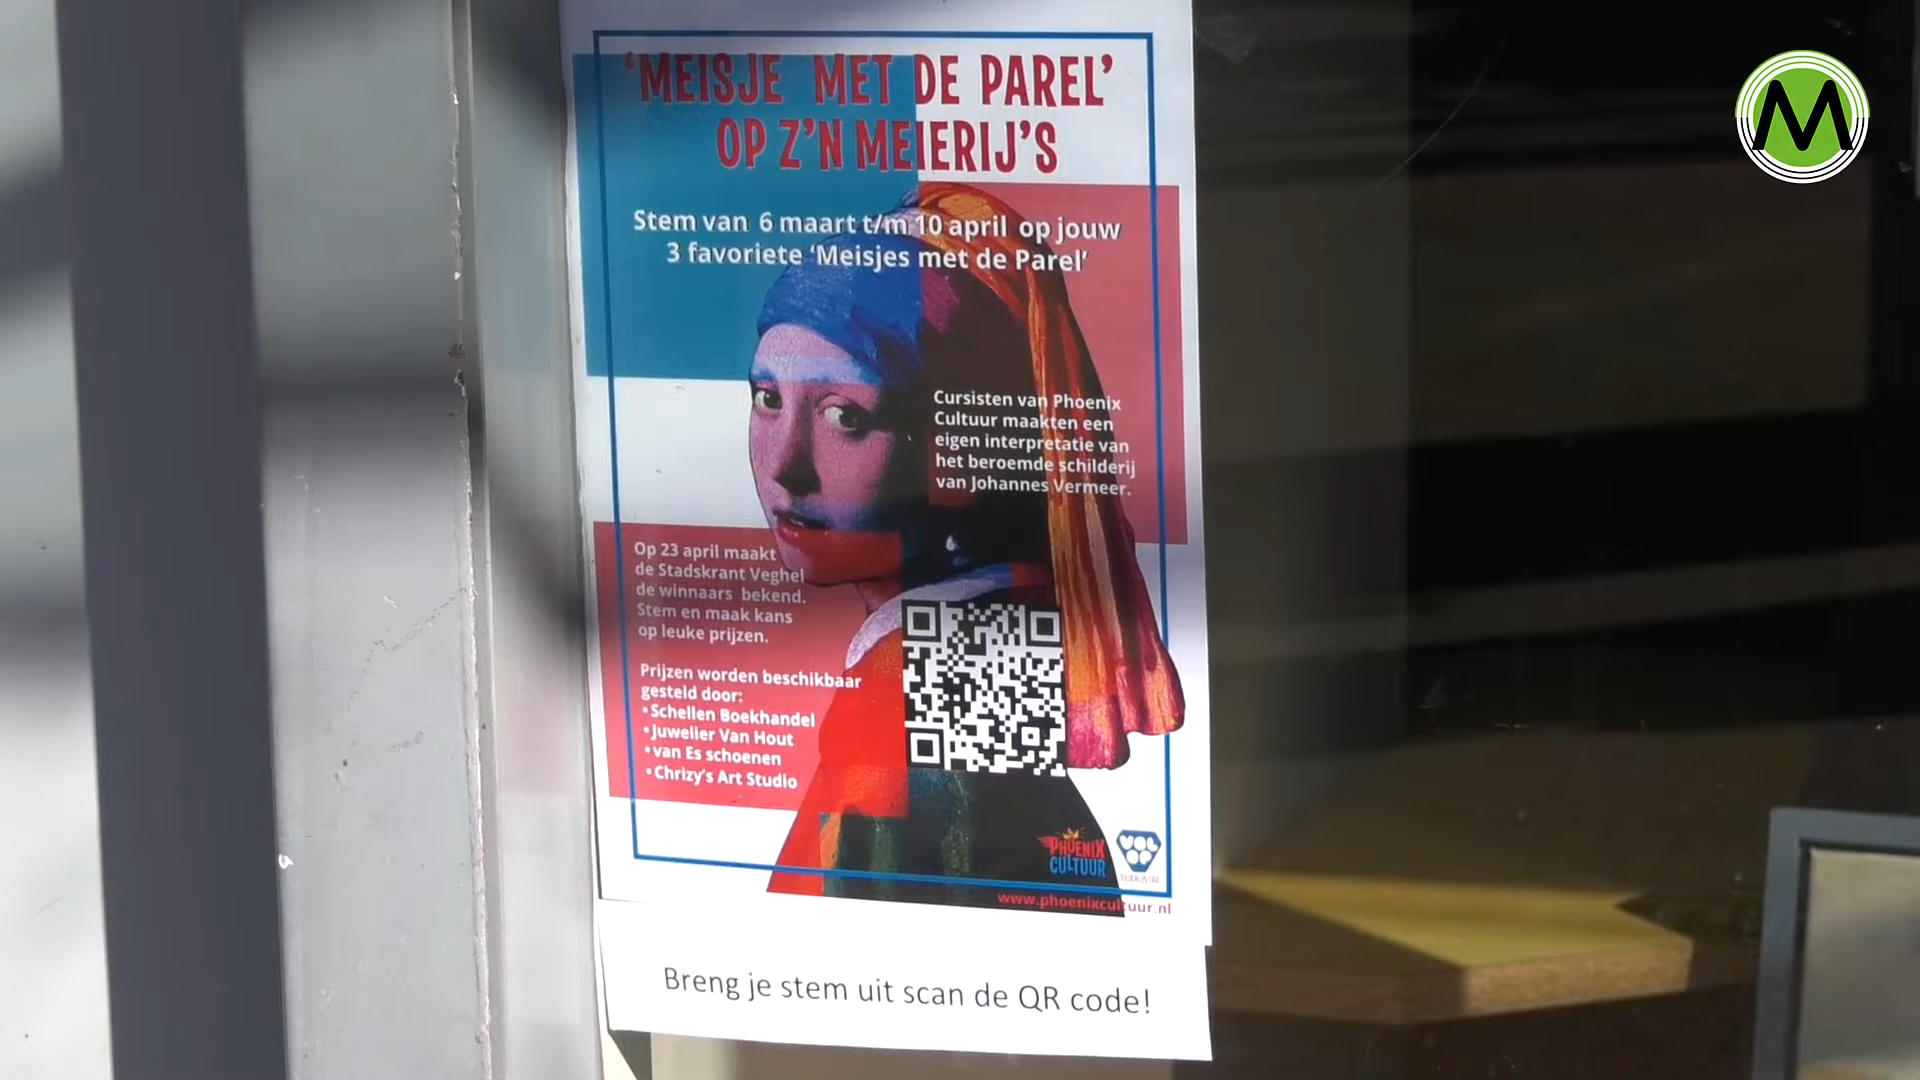 'MEISJE MET DE PAREL'
OP Z'N MEIERIJ'S
Stem van 6 maart t/m 10 april op jouw
3 favoriete 'Meisjes met de Parel'
Cursisten van Phoenix
Cultuur maakten een
eigen interpretatie van
het beroemde schilderij
van Johannes Vermeer.
Op 23 april maakt
de Stadskrant Veghel
de winnaars bekend.
Stem en maak kans
op leuke prijzen.
Prijzen worden beschikbaar
gesteld door:
• Schellen Boekhandel
• Juwelier Van Hout
• van Es schoenen
• Chrizy's Art Studio
PHOENIX
CULTUUR
VOL
OP
www.phoenixcultuur.nl
Breng je stem uit scan de QR code!
M